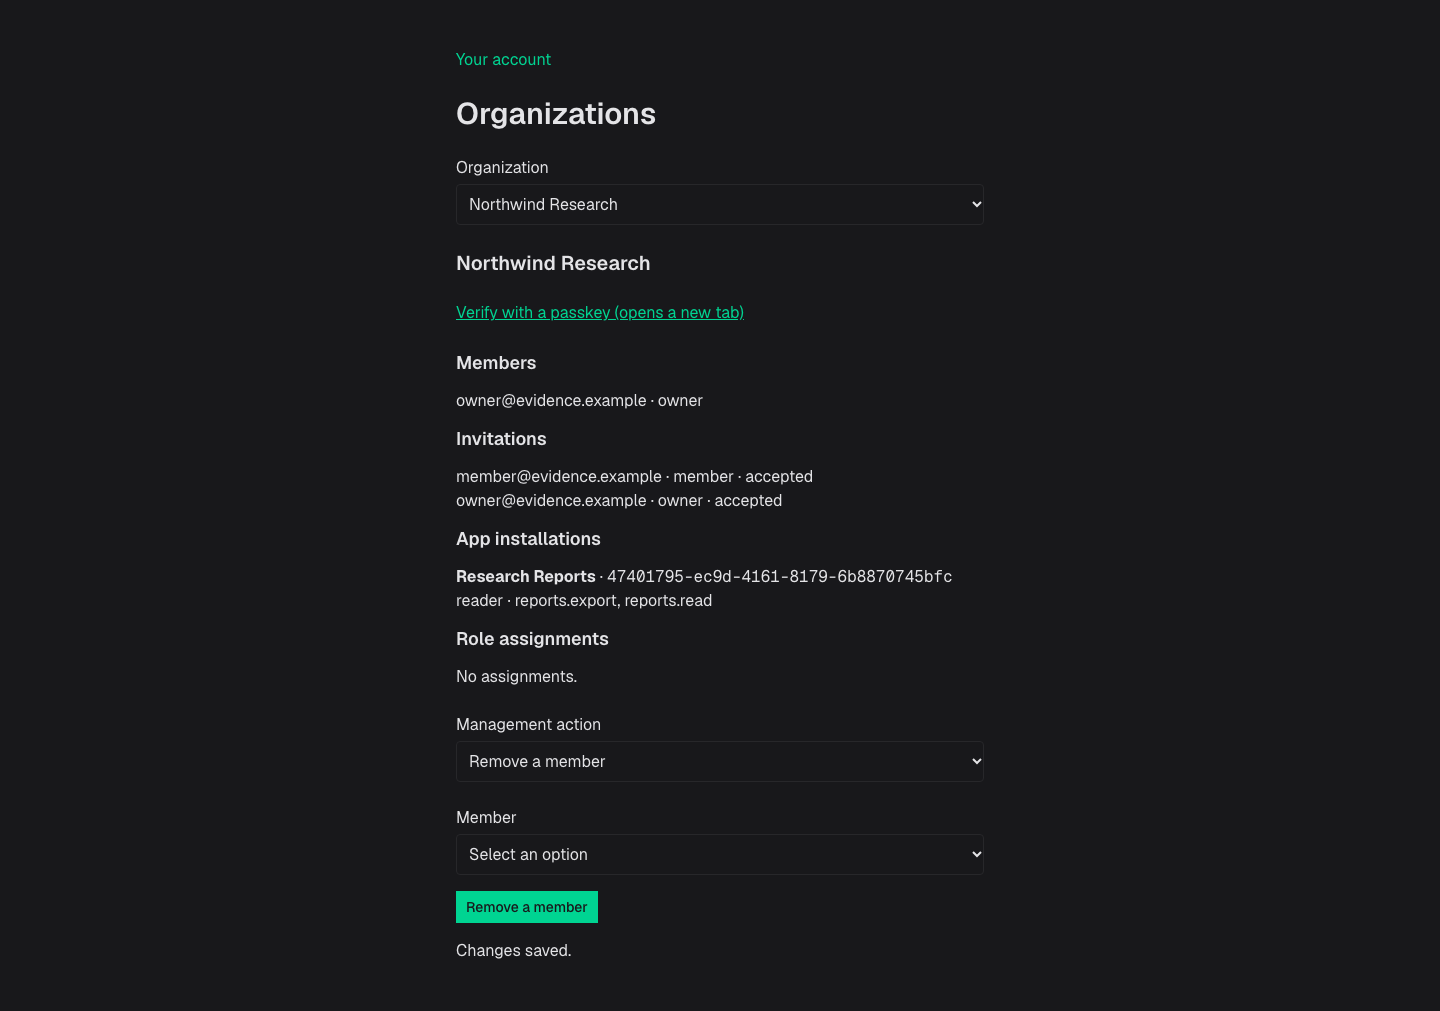 Your account
Organizations
Organization
Northwind Research
Northwind Research
Verify with a passkey (opens a new tab)
Members
owner@evidence.example · owner
Invitations
member@evidence.example · member · accepted
owner@evidence.example · owner · accepted
App installations
Research Reports · 47401795-ec9d-4161-8179-6b8870745bfc
reader · reports.export, reports.read
Role assignments
No assignments.
Management action
Remove a member
Member
Select an option
Remove a member
Changes saved.